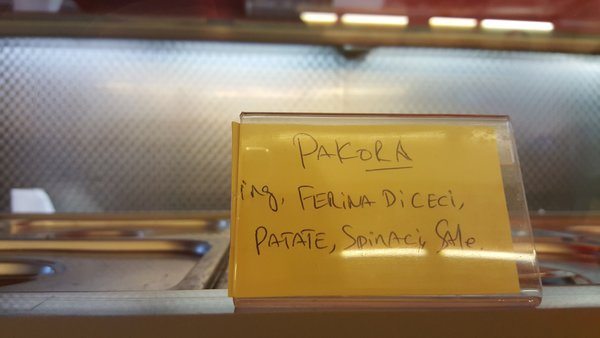 PAKORA
ing. FERINA DI CECI,
PATATE, SPINACI, SALE.